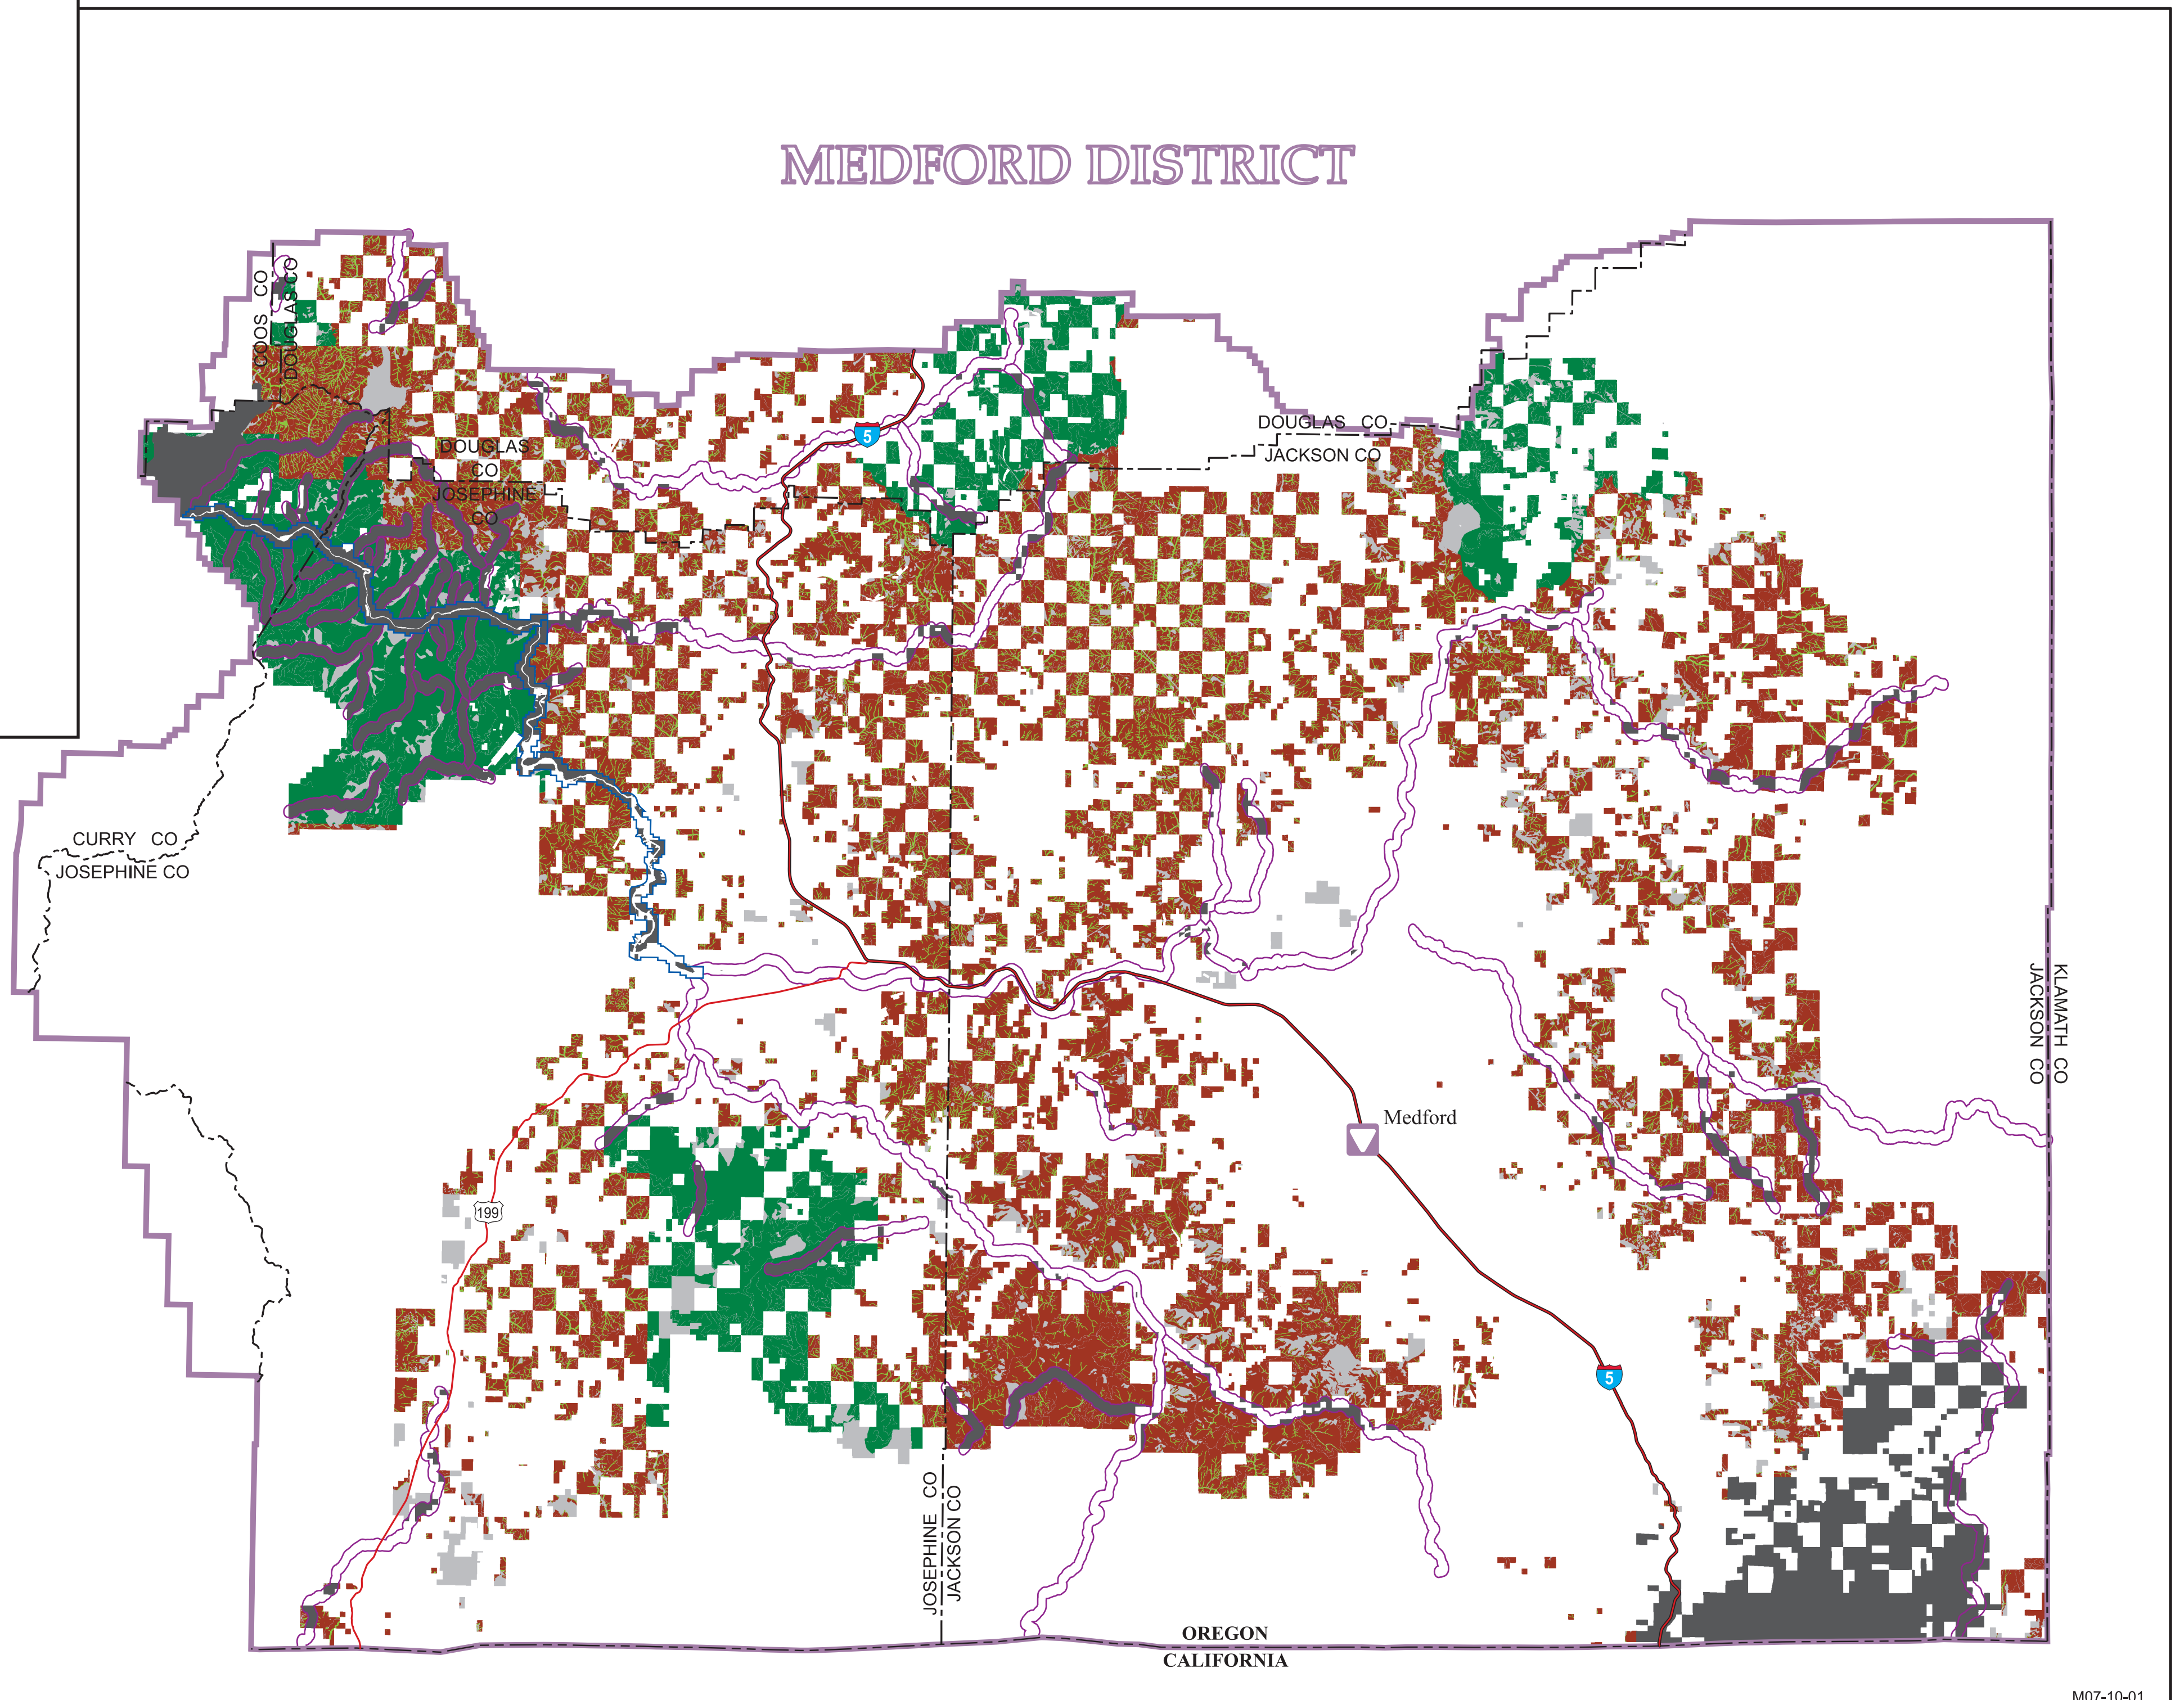 MEDFORD DISTRICT
COOS CO
DOUGLAS CO
5
DOUGLAS CO
JACKSON CO
DOUGLAS
CO
JOSEPHINE
CO
CURRY CO
JOSEPHINE CO
KLAMATH CO
JACKSON CO
Medford
199
5
JOSEPHINE CO
JACKSON CO
OREGON
CALIFORNIA
M07-10-01